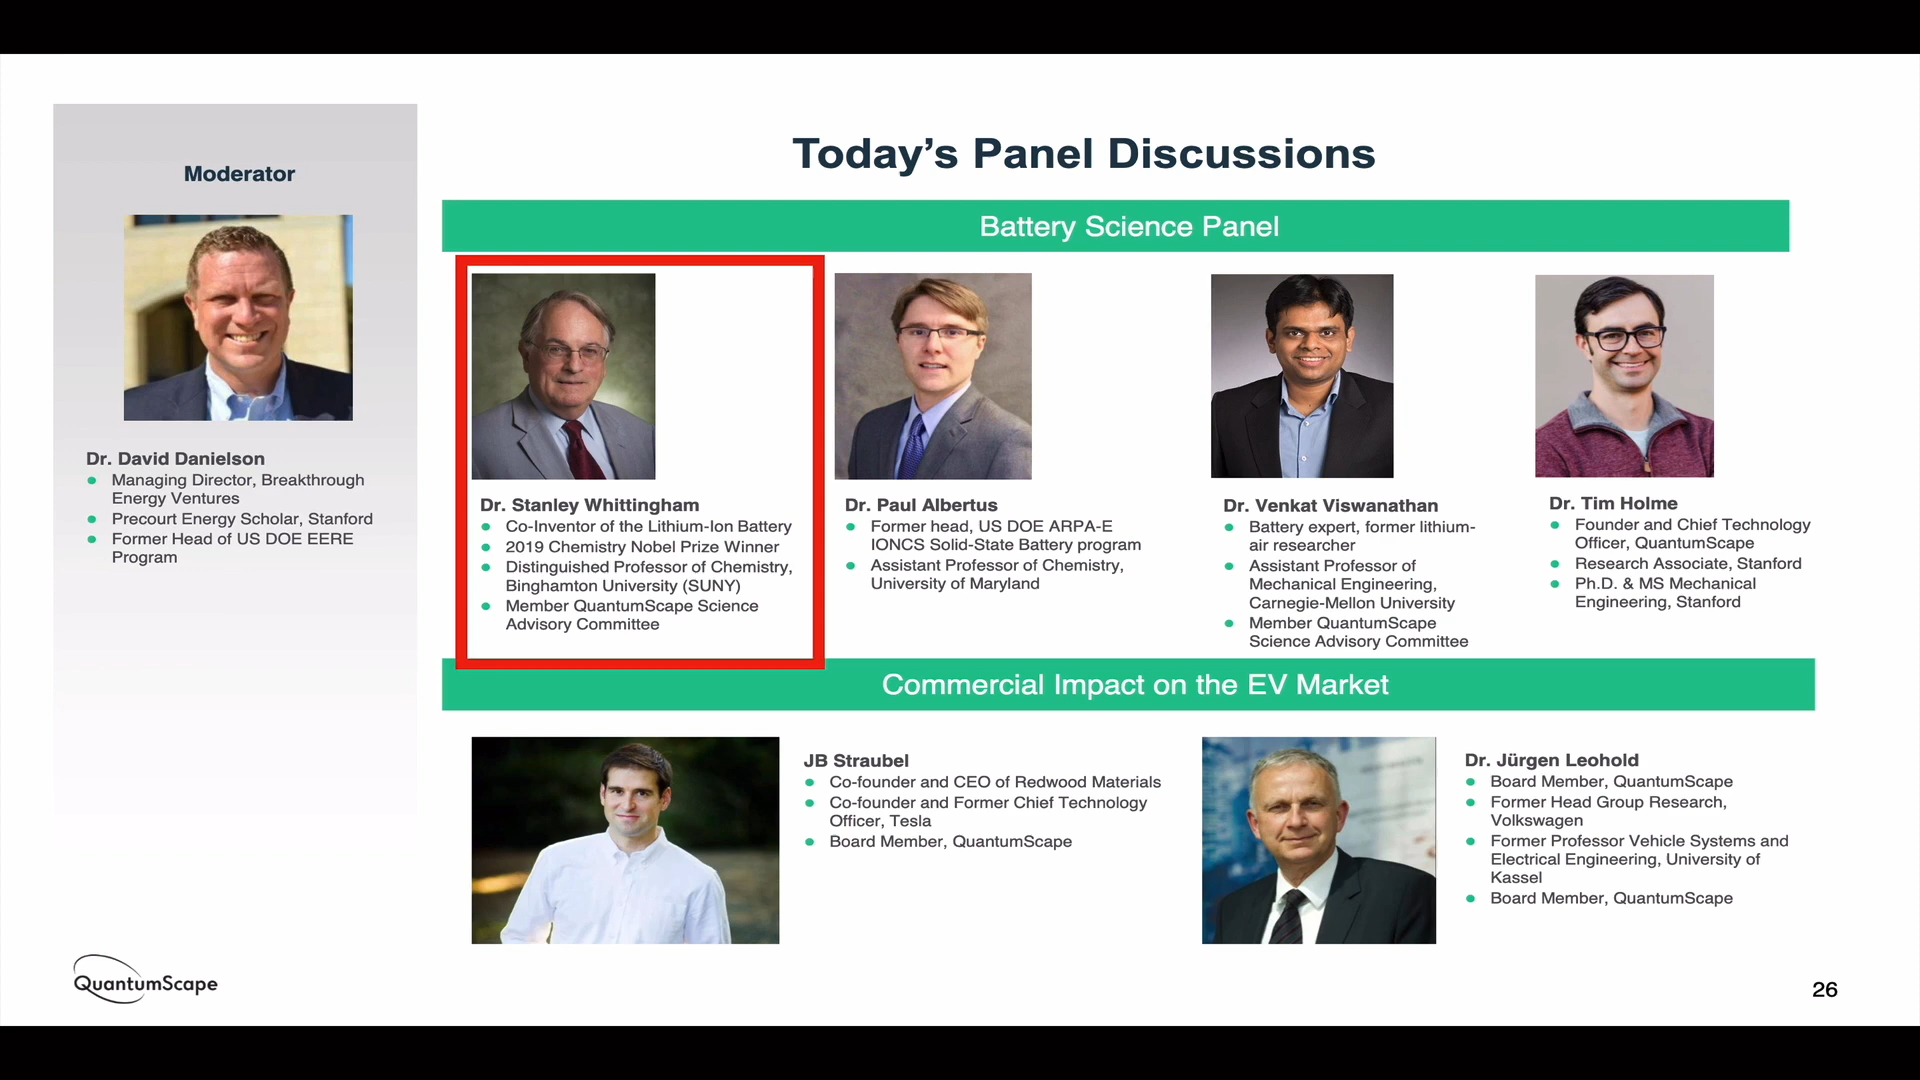 Moderator
Dr. David Danielson
Managing Director, Breakthrough
Energy Ventures
Precourt Energy Scholar, Stanford
Former Head of US DOE EERE
Program
Today's Panel Discussions
Battery Science Panel
Dr. Stanley Whittingham
Co-Inventor of the Lithium-Ion Battery
2019 Chemistry Nobel Prize Winner
Distinguished Professor of Chemistry,
Binghamton University (SUNY)
Member QuantumScape Science
Advisory Committee
Dr. Paul Albertus
Former head, US DOE ARPA-E
IONCS Solid-State Battery program
Assistant Professor of Chemistry,
University of Maryland
Dr. Venkat Viswanathan
Battery expert, former lithium-
air researcher
Assistant Professor of
Mechanical Engineering,
Carnegie-Mellon University
Member QuantumScape
Science Advisory Committee
Dr. Tim Holme
Founder and Chief Technology
Officer, QuantumScape
Research Associate, Stanford
Ph.D. & MS Mechanical
Engineering, Stanford
Commercial Impact on the EV Market
JB Straubel
Co-founder and CEO of Redwood Materials
Co-founder and Former Chief Technology
Officer, Tesla
Board Member, QuantumScape
Dr. Jürgen Leohold
Board Member, QuantumScape
Former Head Group Research,
Volkswagen
Former Professor Vehicle Systems and
Electrical Engineering, University of
Kassel
Board Member, QuantumScape
QuantumScape
26